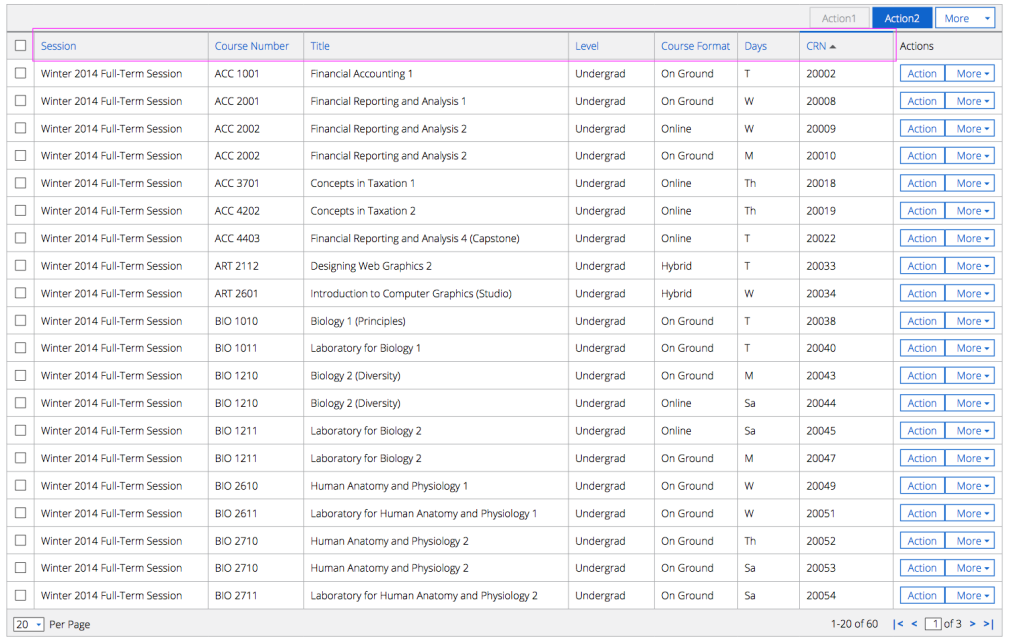 Action1 Action2 More
Session Course Number Title Level Course Format Days CRN Actions
Winter 2014 Full-Term Session ACC 1001 Financial Accounting 1 Undergrad On Ground T 20002 Action More
Winter 2014 Full-Term Session ACC 2001 Financial Reporting and Analysis 1 Undergrad On Ground W 20008 Action More
Winter 2014 Full-Term Session ACC 2002 Financial Reporting and Analysis 2 Undergrad Online W 20009 Action More
Winter 2014 Full-Term Session ACC 2002 Financial Reporting and Analysis 2 Undergrad On Ground M 20010 Action More
Winter 2014 Full-Term Session ACC 3701 Concepts in Taxation 1 Undergrad Online Th 20018 Action More
Winter 2014 Full-Term Session ACC 4202 Concepts in Taxation 2 Undergrad Online Th 20019 Action More
Winter 2014 Full-Term Session ACC 4403 Financial Reporting and Analysis 4 (Capstone) Undergrad Online T 20022 Action More
Winter 2014 Full-Term Session ART 2112 Designing Web Graphics 2 Undergrad Hybrid T 20033 Action More
Winter 2014 Full-Term Session ART 2601 Introduction to Computer Graphics (Studio) Undergrad Hybrid W 20034 Action More
Winter 2014 Full-Term Session BIO 1010 Biology 1 (Principles) Undergrad On Ground T 20038 Action More
Winter 2014 Full-Term Session BIO 1011 Laboratory for Biology 1 Undergrad On Ground T 20040 Action More
Winter 2014 Full-Term Session BIO 1210 Biology 2 (Diversity) Undergrad On Ground M 20043 Action More
Winter 2014 Full-Term Session BIO 1210 Biology 2 (Diversity) Undergrad Online Sa 20044 Action More
Winter 2014 Full-Term Session BIO 1211 Laboratory for Biology 2 Undergrad Online Sa 20045 Action More
Winter 2014 Full-Term Session BIO 1211 Laboratory for Biology 2 Undergrad On Ground M 20047 Action More
Winter 2014 Full-Term Session BIO 2610 Human Anatomy and Physiology 1 Undergrad On Ground W 20049 Action More
Winter 2014 Full-Term Session BIO 2611 Laboratory for Human Anatomy and Physiology 1 Undergrad On Ground W 20051 Action More
Winter 2014 Full-Term Session BIO 2710 Human Anatomy and Physiology 2 Undergrad On Ground Th 20052 Action More
Winter 2014 Full-Term Session BIO 2710 Human Anatomy and Physiology 2 Undergrad On Ground Sa 20053 Action More
Winter 2014 Full-Term Session BIO 2711 Laboratory for Human Anatomy and Physiology 2 Undergrad On Ground Sa 20054 Action More
20 Per Page 1-20 of 60 |< < 1 of 3 > >|